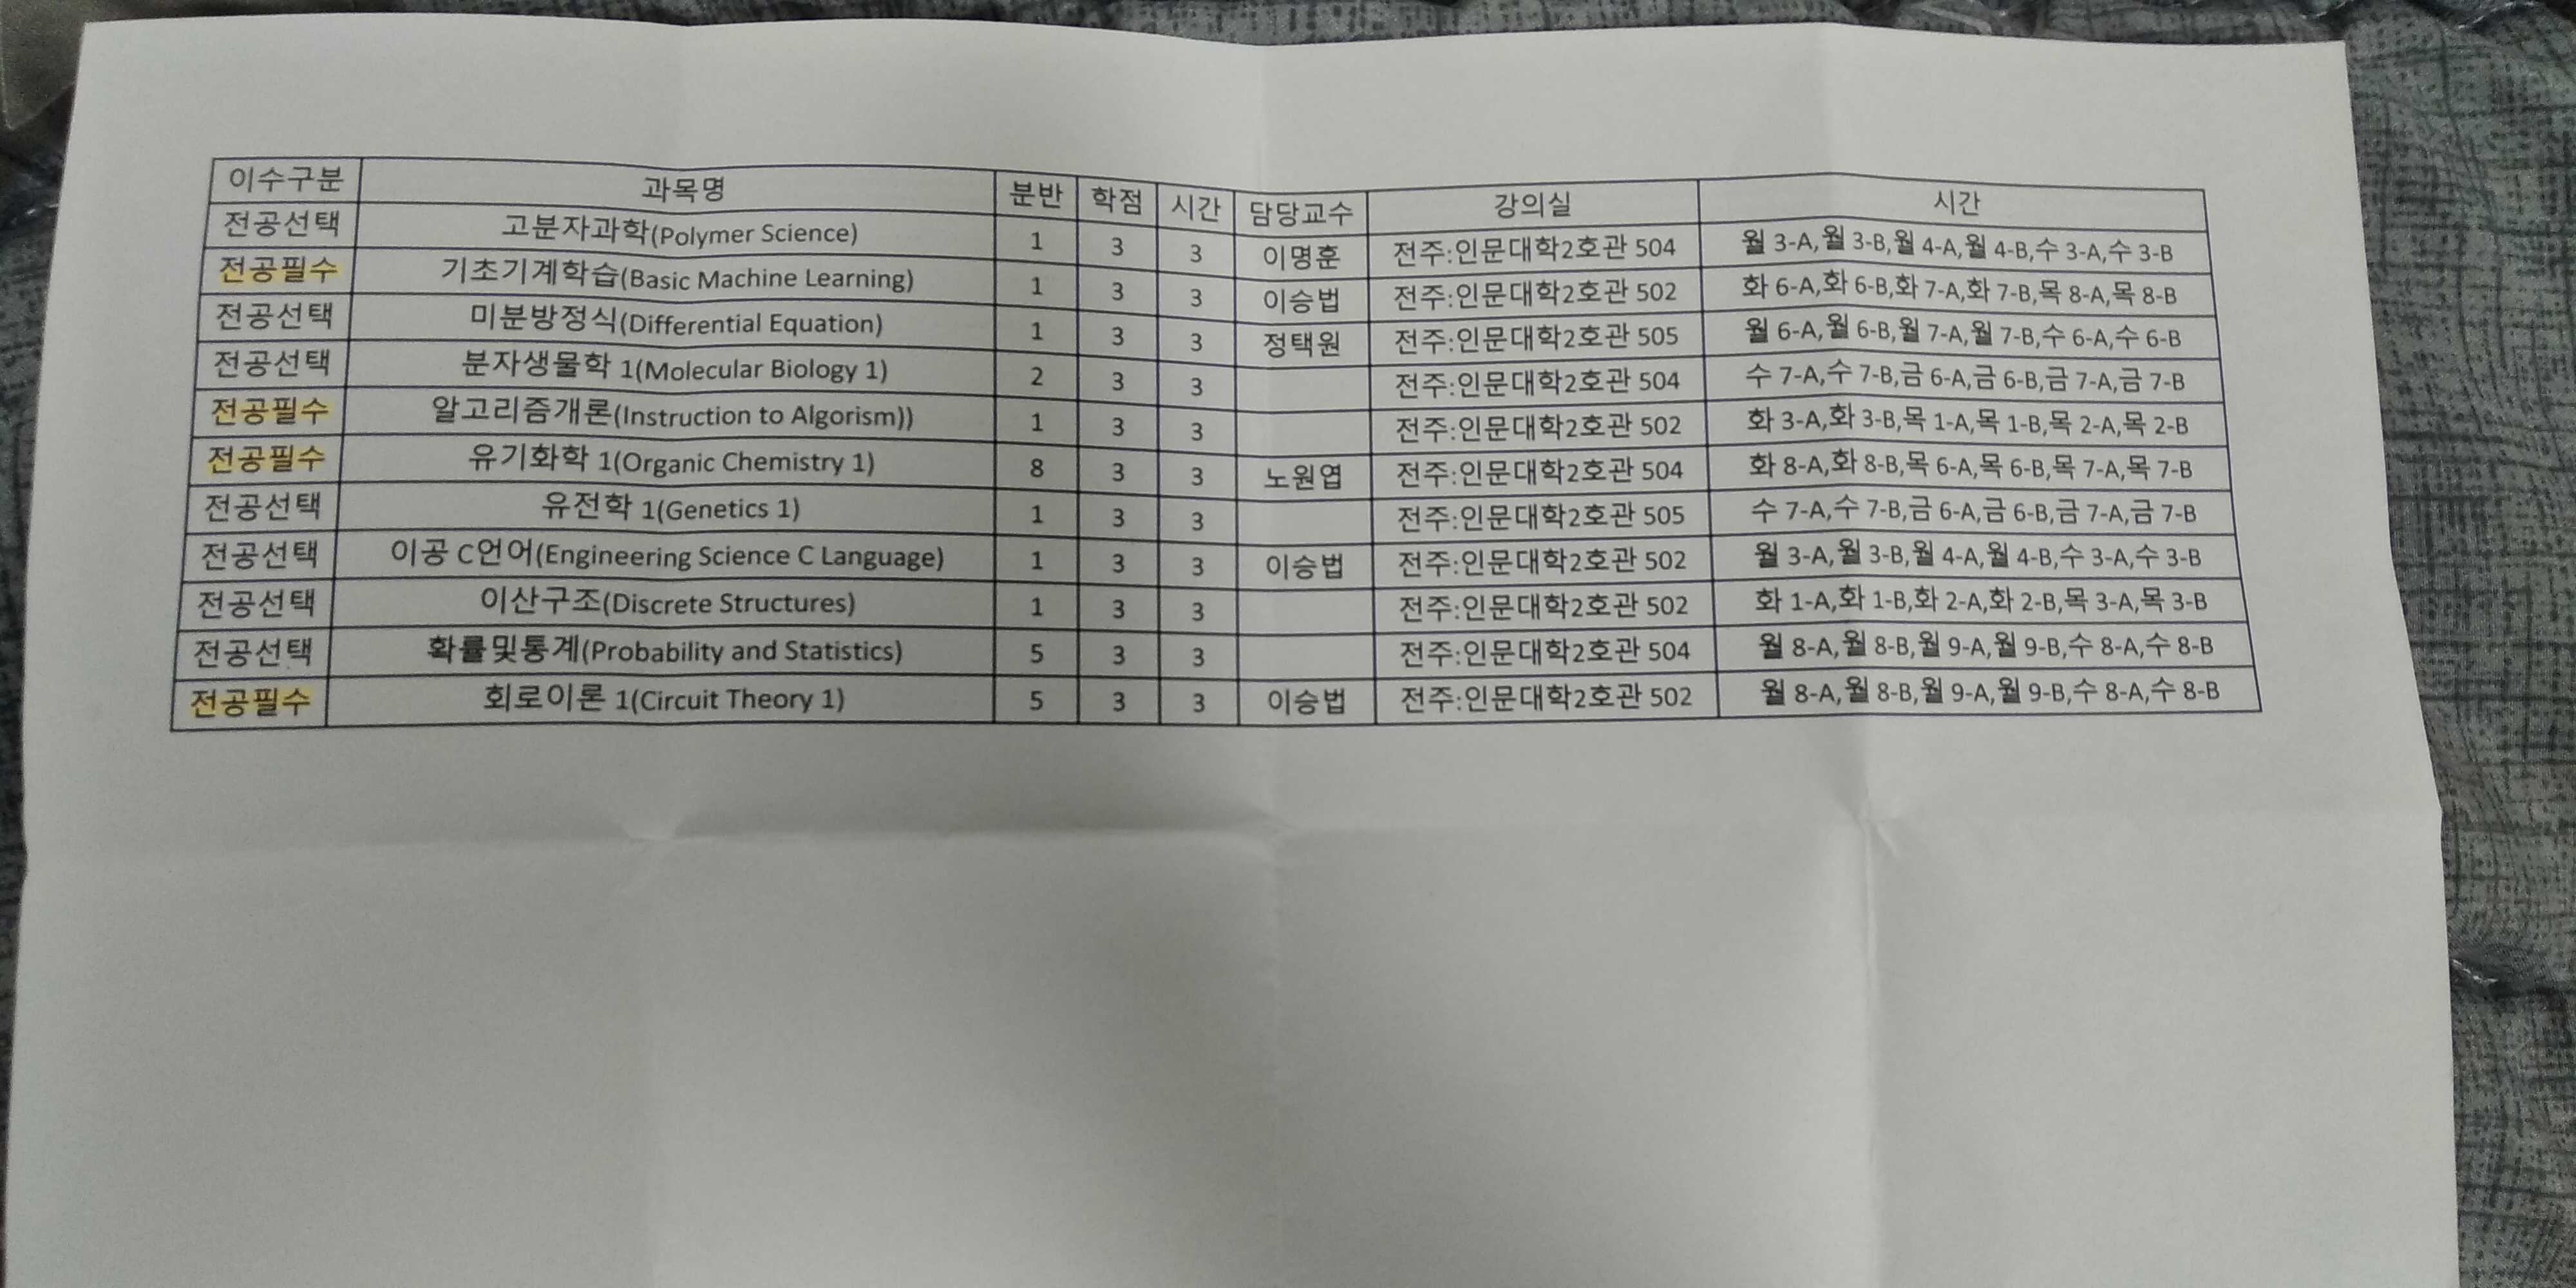 이수구분 과목명 분반 학점 시간 담당교수 강의실 시간
전공선택 고분자과학(Polymer Science) 1 3 3 이명훈 전주:인문대학2호관 504 월 3-A,월 3-B,월 4-A,월 4-B,수 3-A,수 3-B
전공필수 기초기계학습(Basic Machine Learning) 1 3 3 이승법 전주:인문대학2호관 502 화 6-A,화 6-B,화 7-A,화 7-B,목 8-A,목 8-B
전공선택 미분방정식(Differential Equation) 1 3 3 정택원 전주:인문대학2호관 505 월 6-A,월 6-B,월 7-A,월 7-B,수 6-A,수 6-B
전공선택 분자생물학 1(Molecular Biology 1) 2 3 3 전주:인문대학2호관 504 수 7-A,수 7-B,금 6-A,금 6-B,금 7-A,금 7-B
전공필수 알고리즘개론(Instruction to Algorism)) 1 3 3 전주:인문대학2호관 502 화 3-A,화 3-B,목 1-A,목 1-B,목 2-A,목 2-B
전공필수 유기화학 1(Organic Chemistry 1) 8 3 3 노원엽 전주:인문대학2호관 504 화 8-A,화 8-B,목 6-A,목 6-B,목 7-A,목 7-B
전공선택 유전학 1(Genetics 1) 1 3 3 전주:인문대학2호관 505 수 7-A,수 7-B,금 6-A,금 6-B,금 7-A,금 7-B
전공선택 이공 C언어(Engineering Science C Language) 1 3 3 이승법 전주:인문대학2호관 502 월 3-A,월 3-B,월 4-A,월 4-B,수 3-A,수 3-B
전공선택 이산구조(Discrete Structures) 1 3 3 전주:인문대학2호관 502 화 1-A,화 1-B,화 2-A,화 2-B,목 3-A,목 3-B
전공선택 확률및통계(Probability and Statistics) 5 3 3 전주:인문대학2호관 504 월 8-A,월 8-B,월 9-A,월 9-B,수 8-A,수 8-B
전공필수 회로이론 1(Circuit Theory 1) 5 3 3 이승법 전주:인문대학2호관 502 월 8-A,월 8-B,월 9-A,월 9-B,수 8-A,수 8-B